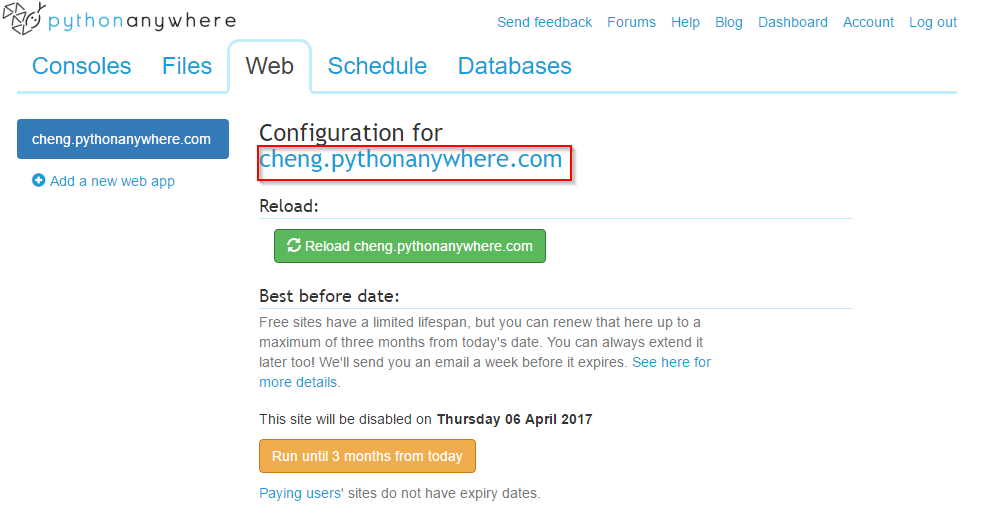 pythonanywhere
Send feedback Forums Help Blog Dashboard Account Log out
Consoles Files Web Schedule Databases
cheng.pythonanywhere.com
Add a new web app
Configuration for
cheng.pythonanywhere.com
Reload:
Reload cheng.pythonanywhere.com
Best before date:
Free sites have a limited lifespan, but you can renew that here up to a
maximum of three months from today's date. You can always extend it
later too! We'll send you an email a week before it expires. See here for
more details.
This site will be disabled on Thursday 06 April 2017
Run until 3 months from today
Paying users' sites do not have expiry dates.